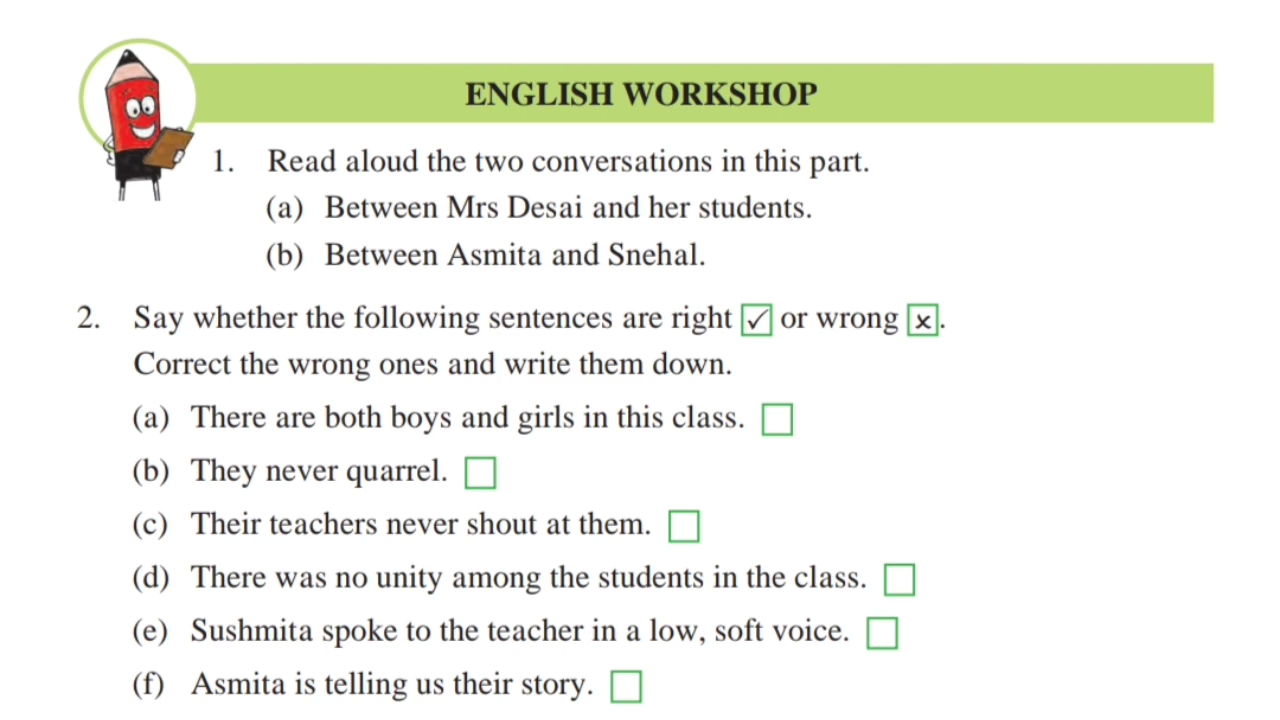 ENGLISH WORKSHOP
1. Read aloud the two conversations in this part.
(a) Between Mrs Desai and her students.
(b) Between Asmita and Snehal.
2. Say whether the following sentences are right ✓ or wrong x.
Correct the wrong ones and write them down.
(a) There are both boys and girls in this class.
(b) They never quarrel.
(c) Their teachers never shout at them.
(d) There was no unity among the students in the class.
(e) Sushmita spoke to the teacher in a low, soft voice.
(f) Asmita is telling us their story.